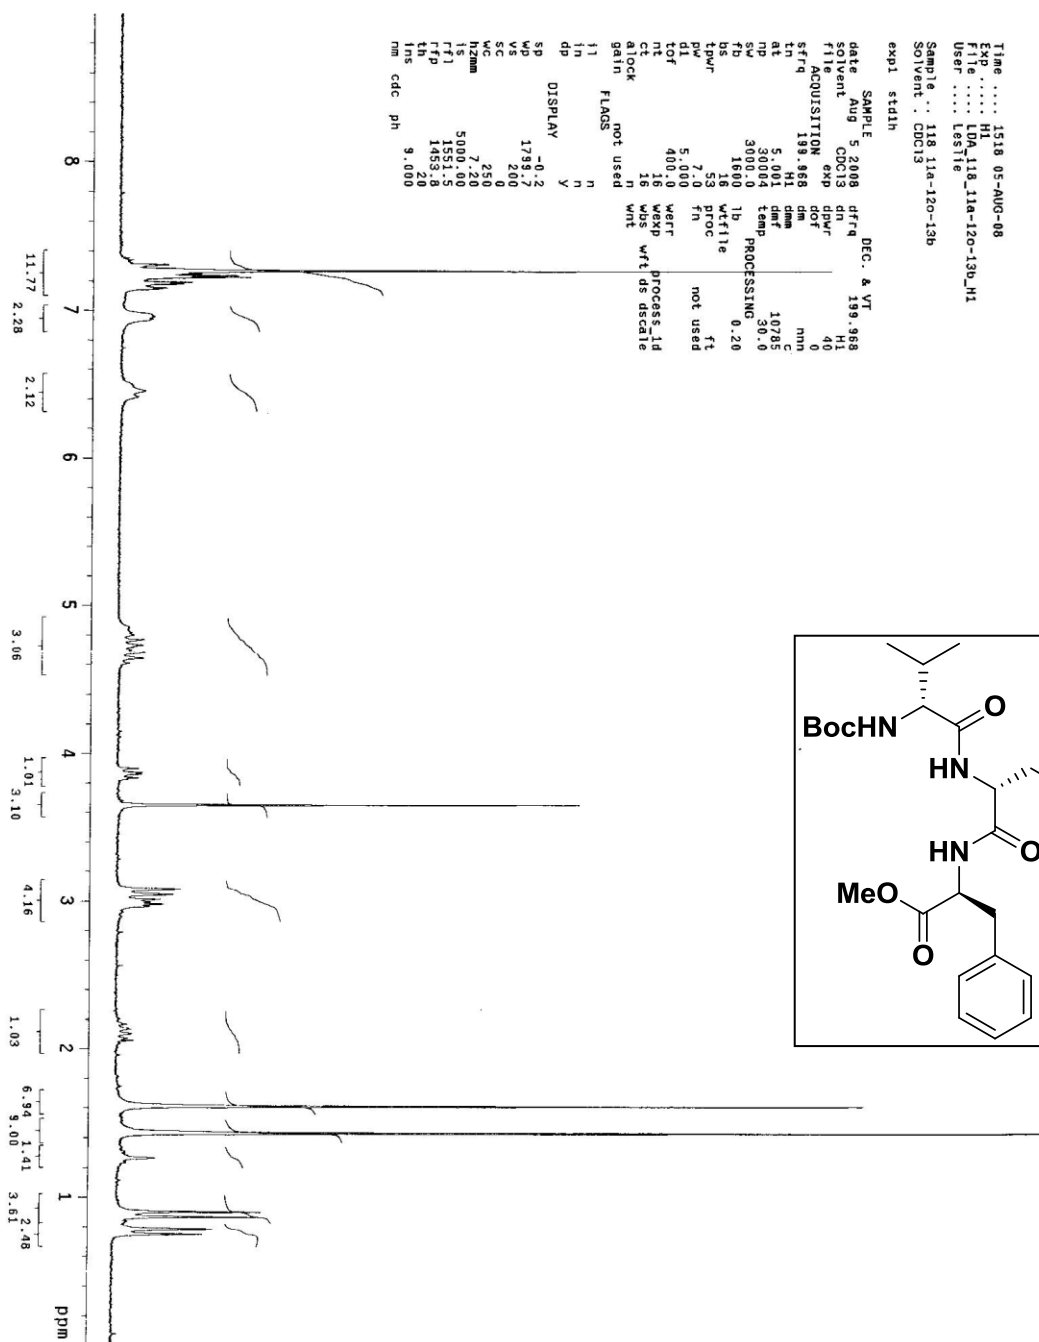 Time .... 1518 05-AUG-08
Exp ..... H1
File .... LDA_118_11a-12o-13b_H1
User .... Leslie
Sample .. 118 11a-12o-13b
Solvent . CDCl3
exp1 stdih
SAMPLE
date Aug 5 2008
solvent CDCl3
file exp
ACQUISITION
sfrq 199.968
tn H1
at 5.001
np 30004
sw 3000.0
fb 1600
bs 16
tpwr 53
pw 7.0
d1 5.000
tof 400.0
nt 16
ct 16
alock n
gain not used
FLAGS
il n
in n
dp y
DISPLAY
sp -0.2
wp 1799.7
vs 200
sc 0
wc 250
hzmm 7.20
is 5000.00
rfl 1551.5
rfp 1453.8
th 20
ins 9.000
nm cdc ph
DEC. & VT
dfrq 199.968
dn H1
dpwr 40
dof 0
dm nnn
dmm c
dmf 10785
temp 30.0
PROCESSING
lb 0.20
wtfile
proc ft
fn not used
werr
wexp process_1d
wbs wft ds dscale
wnt
8
7
6
5
4
3
2
1
ppm
11.77
2.28
2.12
3.06
1.01
3.10
4.16
1.03
6.94
9.00
1.41
3.61
2.48
BocHN
O
HN
O
HN
MeO
O